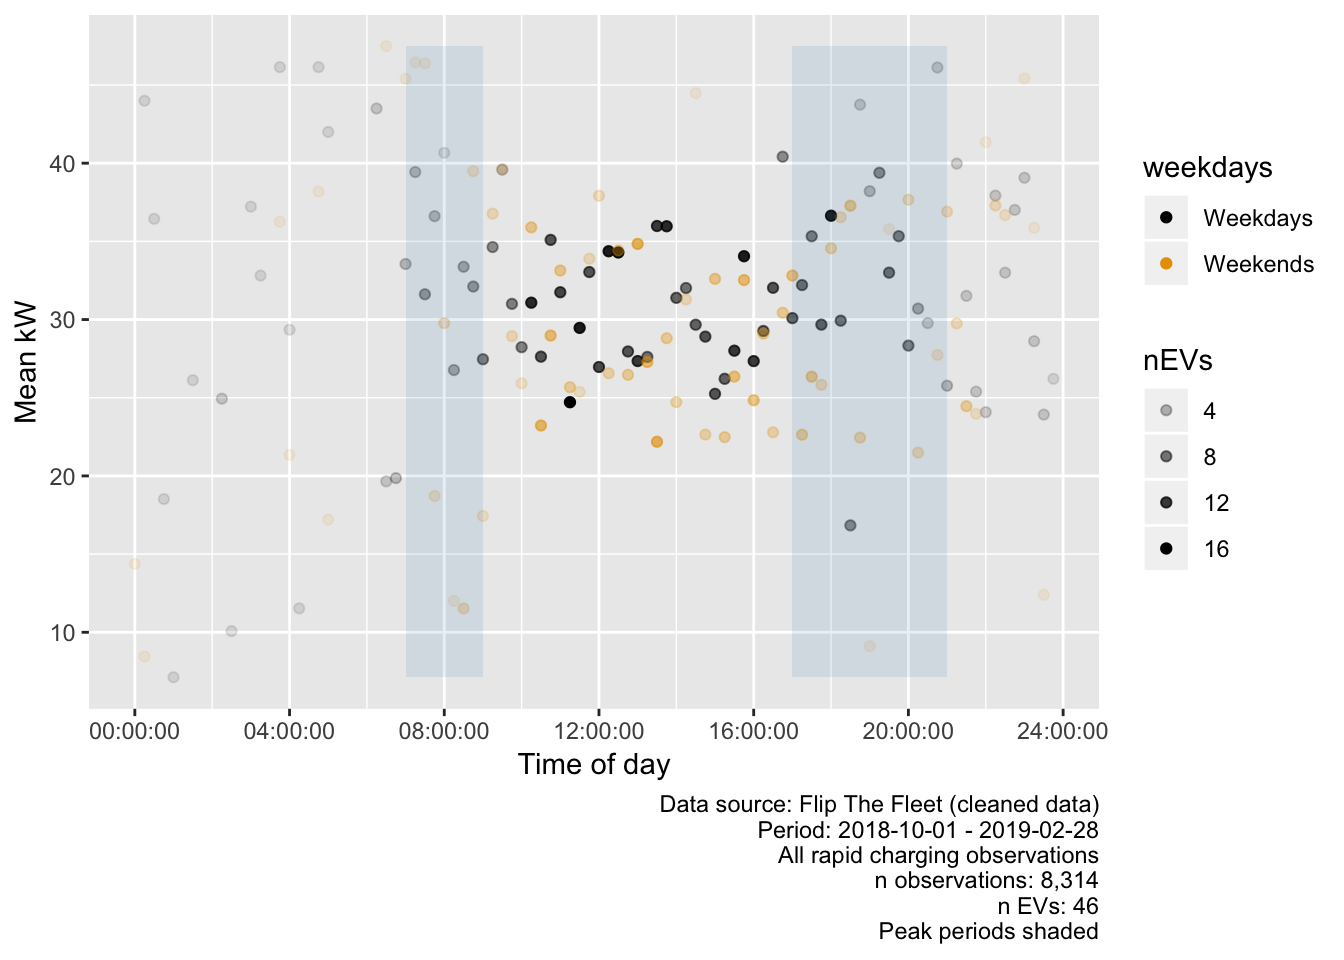 40
30
20
10
Mean kW
00:00:00 04:00:00 08:00:00 12:00:00 16:00:00 20:00:00 24:00:00
Time of day
weekdays
Weekdays
Weekends
nEVs
4
8
12
16
Data source: Flip The Fleet (cleaned data)
Period: 2018-10-01 - 2019-02-28
All rapid charging observations
n observations: 8,314
n EVs: 46
Peak periods shaded